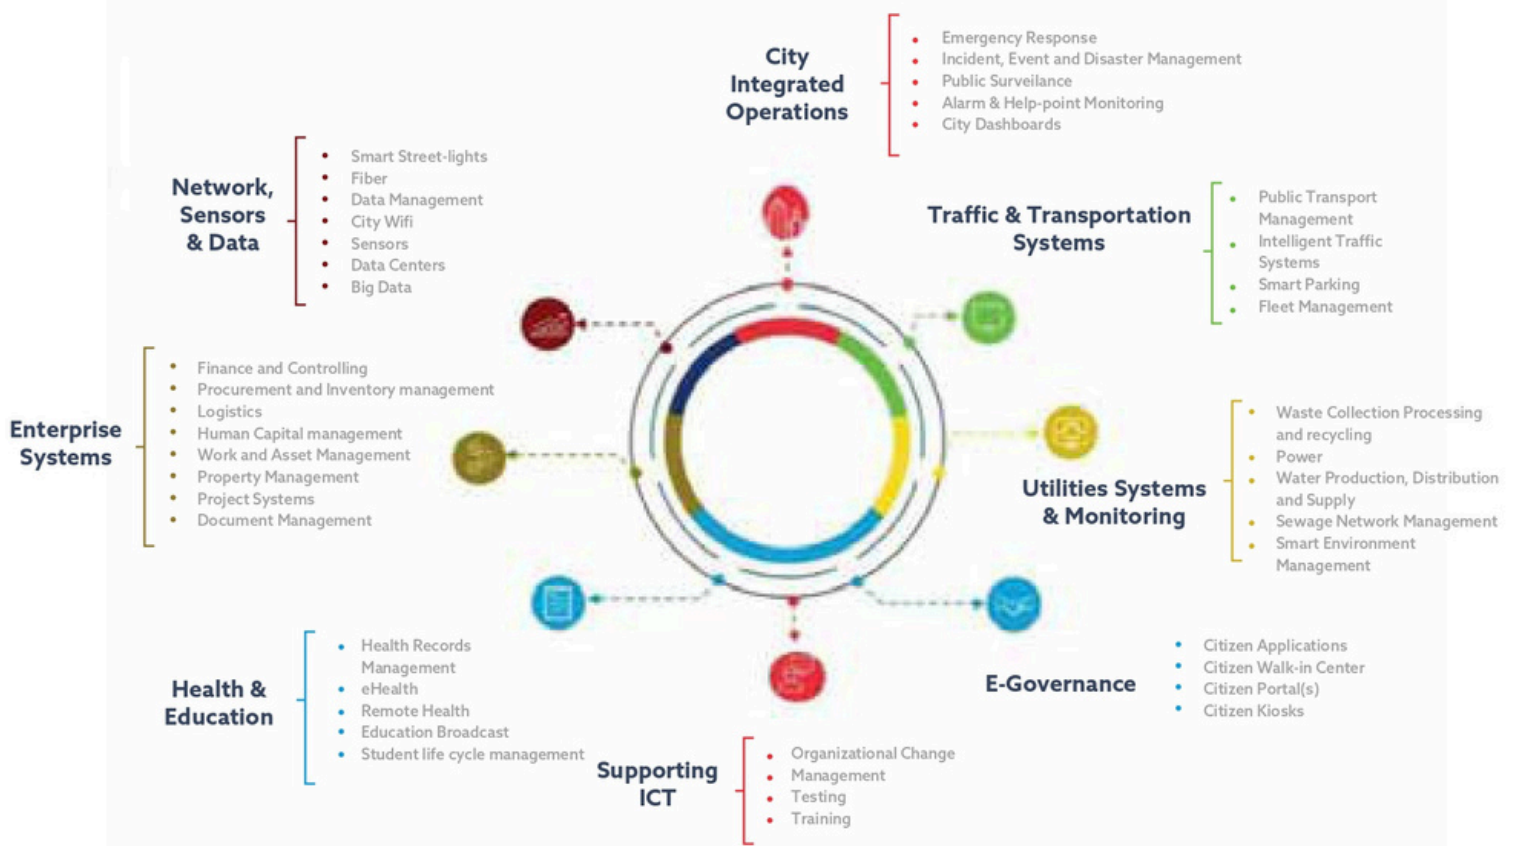 City
Integrated
Operations
Emergency Response
Incident, Event and Disaster Management
Public Surveilance
Alarm & Help-point Monitoring
City Dashboards
Network,
Sensors
& Data
Smart Street-lights
Fiber
Data Management
City Wifi
Sensors
Data Centers
Big Data
Traffic & Transportation
Systems
Public Transport
Management
Intelligent Traffic
Systems
Smart Parking
Fleet Management
Enterprise
Systems
Finance and Controlling
Procurement and Inventory management
Logistics
Human Capital management
Work and Asset Management
Property Management
Project Systems
Document Management
Utilities Systems
& Monitoring
Waste Collection Processing
and recycling
Power
Water Production, Distribution
and Supply
Sewage Network Management
Smart Environment
Management
Health &
Education
Health Records
Management
eHealth
Remote Health
Education Broadcast
Student life cycle management
E-Governance
Citizen Applications
Citizen Walk-in Center
Citizen Portal(s)
Citizen Kiosks
Supporting
ICT
Organizational Change
Management
Testing
Training